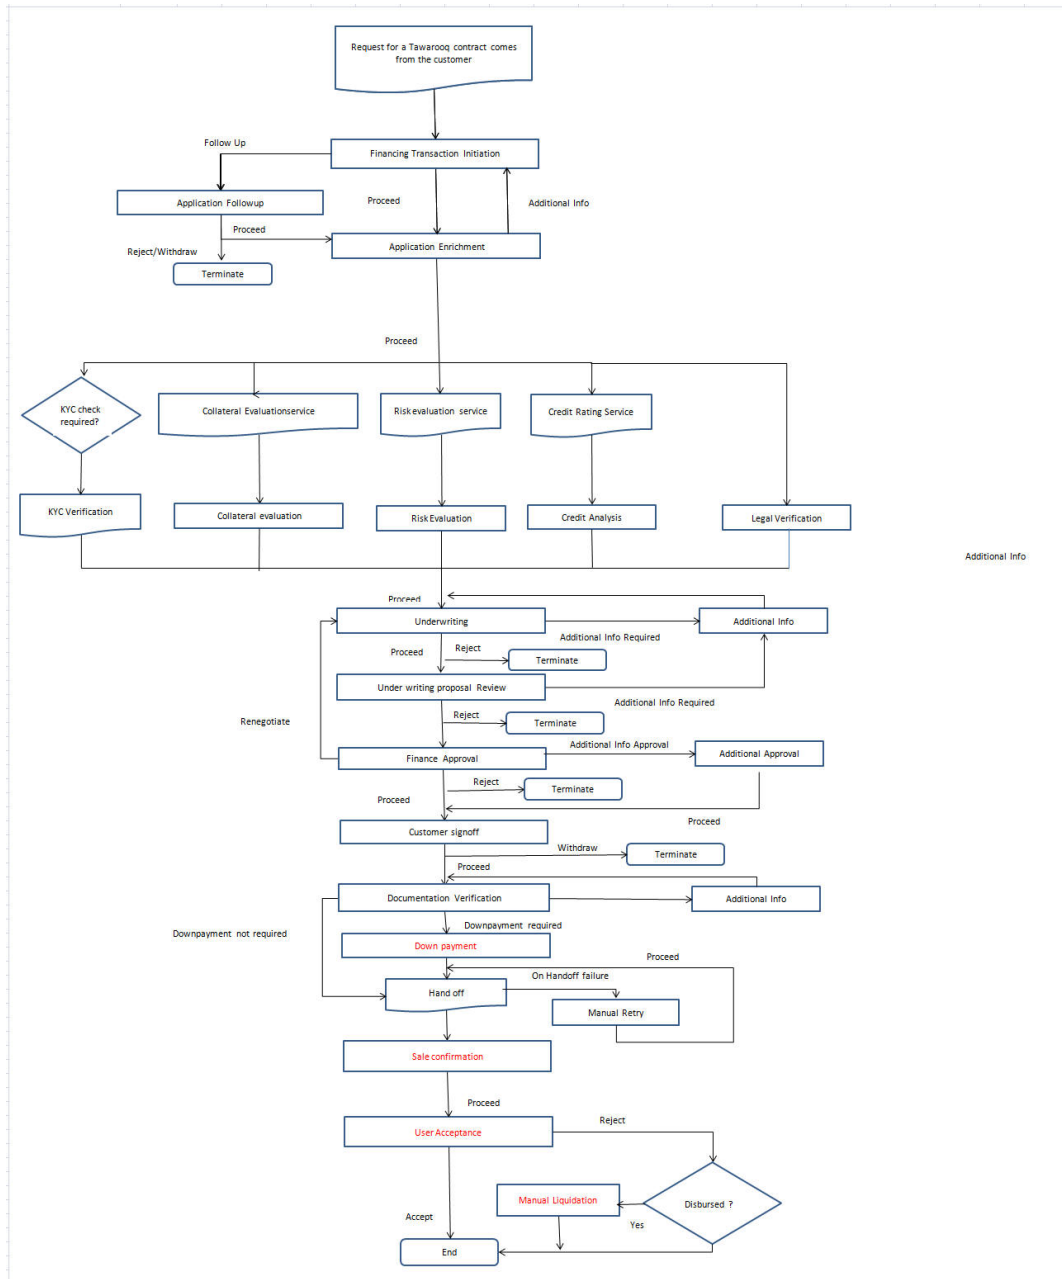 Request for a Tawarooq contract comes
from the customer
Follow Up
Financing Transaction Initiation
Proceed
Additional Info
Application Followup
Proceed
Application Enrichment
Reject/Withdraw
Terminate
Proceed
KYC check
required?
Collateral Evaluationservice
Risk evaluation service
Credit Rating Service
KYC Verification
Collateral evaluation
Risk Evaluation
Credit Analysis
Legal Verification
Additional Info
Proceed
Underwriting
Additional Info
Additional Info Required
Proceed
Reject
Terminate
Under writing proposal Review
Additional Info Required
Renegotiate
Reject
Terminate
Additional Info Approval
Finance Approval
Additional Approval
Reject
Terminate
Proceed
Proceed
Customer signoff
Withdraw
Terminate
Proceed
Documentation Verification
Additional Info
Downpayment not required
Downpayment required
Down payment
Proceed
On Handoff failure
Hand off
Manual Retry
Sale confirmation
Proceed
User Acceptance
Reject
Manual Liquidation
Disbursed ?
Yes
Accept
End